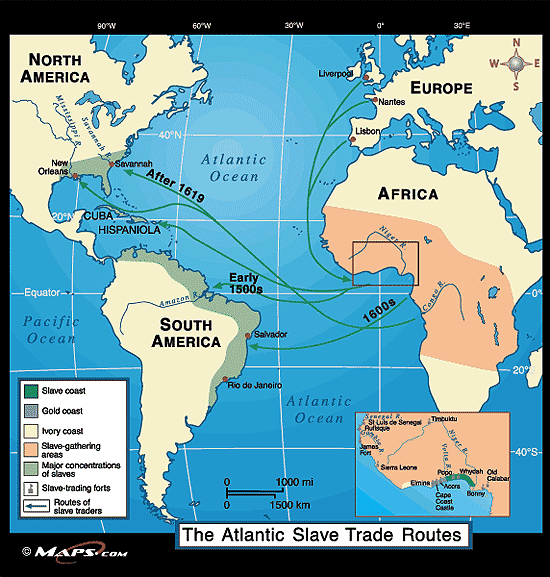 90°W
60°W
30°W
0°
30°E
NORTH
AMERICA
Mississippi R.
Savannah R.
New
Orleans
Savannah
40°N
Atlantic
Ocean
Liverpool
Nantes
Lisbon
EUROPE
N
W
E
S
AFRICA
After 1619
20°N
CUBA
HISPANIOLA
Niger R.
Congo R.
Early
1500s
1600s
Equator
0°
Amazon R.
Pacific
Ocean
SOUTH
AMERICA
Salvador
Rio de Janeiro
20°S
Atlantic
Ocean
40°S
Slave coast
Gold coast
Ivory coast
Slave-gathering
areas
Major concentrations
of slaves
Slave-trading forts
Routes of
slave traders
0
1000 mi
0
1500 km
Senegal R.
St Luis de Senegal
Rufisque
James
Fort
Sierra Leone
Timbuktu
Niger R.
Volta R.
Popo
Whydah
Old
Calabar
Elmina
Accra
Bonny
Cape
Coast
Castle
The Atlantic Slave Trade Routes
© MAPS.COM